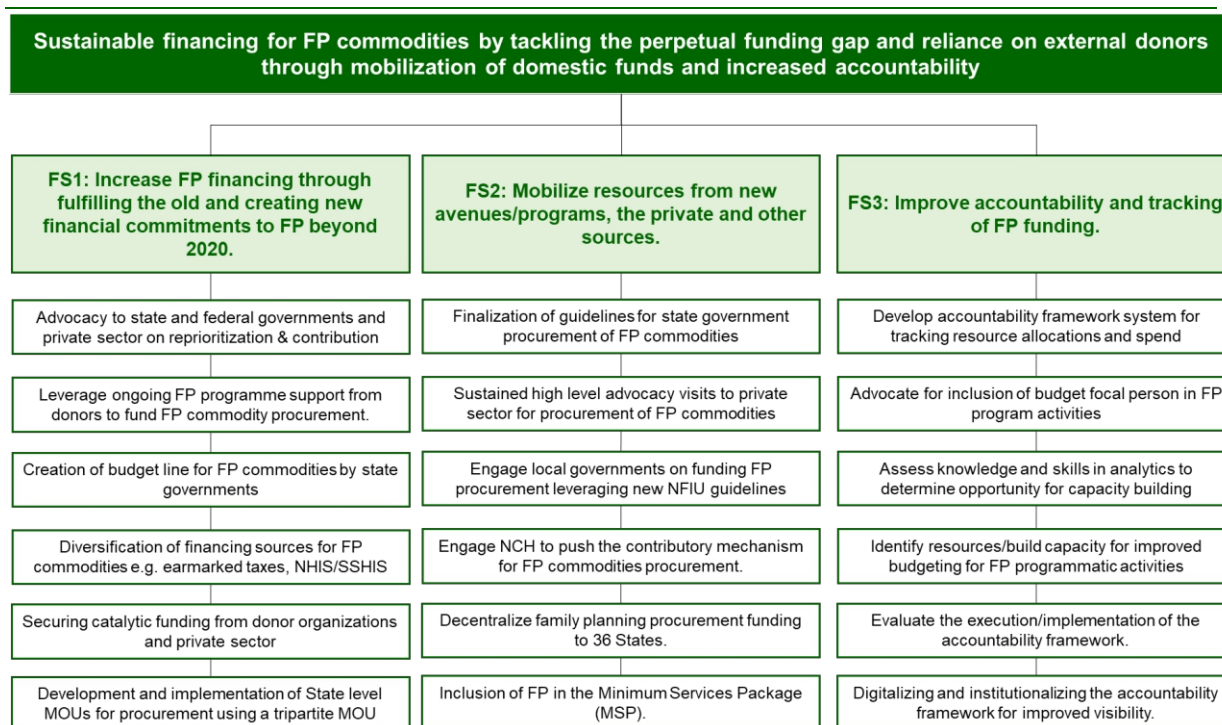 Sustainable financing for FP commodities by tackling the perpetual funding gap and reliance on external donors
through mobilization of domestic funds and increased accountability
FS1: Increase FP financing through
fulfilling the old and creating new
financial commitments to FP beyond
2020.
Advocacy to state and federal governments and
private sector on reprioritization & contribution
Leverage ongoing FP programme support from
donors to fund FP commodity procurement.
Creation of budget line for FP commodities by state
governments
Diversification of financing sources for FP
commodities e.g. earmarked taxes, NHIS/SSHIS
Securing catalytic funding from donor organizations
and private sector
Development and implementation of State level
MOUs for procurement using a tripartite MOU
FS2: Mobilize resources from new
avenues/programs, the private and other
sources.
Finalization of guidelines for state government
procurement of FP commodities
Sustained high level advocacy visits to private
sector for procurement of FP commodities
Engage local governments on funding FP
procurement leveraging new NFIU guidelines
Engage NCH to push the contributory mechanism
for FP commodities procurement.
Decentralize family planning procurement funding
to 36 States.
Inclusion of FP in the Minimum Services Package
(MSP).
FS3: Improve accountability and tracking
of FP funding.
Develop accountability framework system for
tracking resource allocations and spend
Advocate for inclusion of budget focal person in FP
program activities
Assess knowledge and skills in analytics to
determine opportunity for capacity building
Identify resources/build capacity for improved
budgeting for FP programmatic activities
Evaluate the execution/implementation of the
accountability framework.
Digitalizing and institutionalizing the accountability
framework for improved visibility.